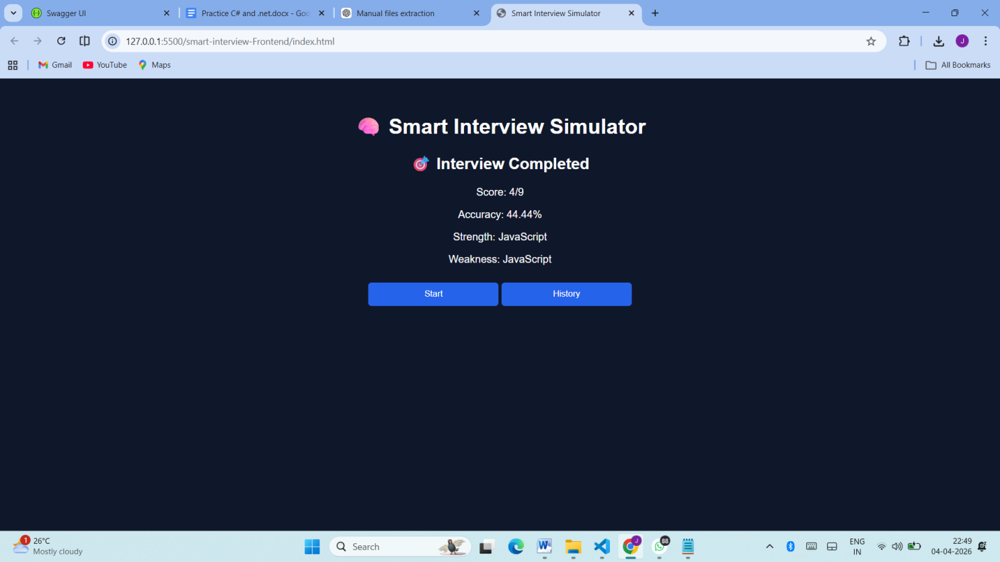 Swagger UI
Practice C# and .net.docx - Goo
Manual files extraction
Smart Interview Simulator
127.0.0.1:5500/smart-interview-Frontend/index.html
J
Gmail
YouTube
Maps
All Bookmarks
Smart Interview Simulator
Interview Completed
Score: 4/9
Accuracy: 44.44%
Strength: JavaScript
Weakness: JavaScript
Start
History
1
26°C
Mostly cloudy
Search
W
J
88
ENG
IN
22:49
04-04-2026